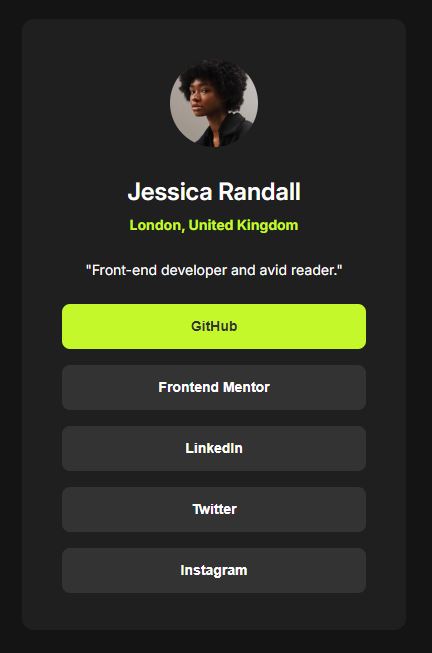 Jessica Randall
London, United Kingdom
"Front-end developer and avid reader."
GitHub
Frontend Mentor
LinkedIn
Twitter
Instagram